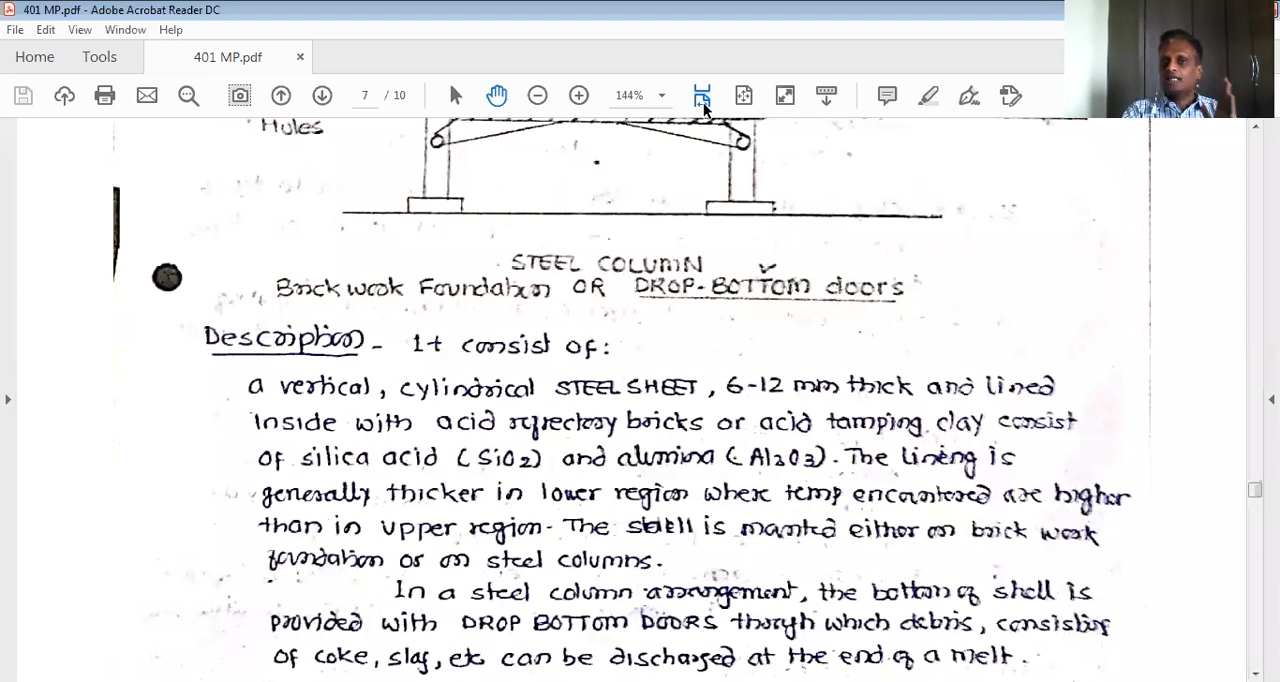 401 MP.pdf - Adobe Acrobat Reader DC
File Edit View Window Help
Home Tools 401 MP.pdf ×
7 / 10 144%
Holes
STEEL COLUMN
Brick work Foundation OR DROP-BOTTOM doors
Description - It consist of:
a vertical, cylindrical STEEL SHEET, 6-12 mm thick and lined
Inside with acid refrectory bricks or acid tamping clay consist
of silica acid (SiO2) and alumina (Al2O3). The lining is
generally thicker in lower region where temp encountered are higher
than in upper region. The shell is manted either on brick work
foundation or on steel columns.
In a steel column arrangement, the bottom of shell is
provided with DROP BOTTOM DOORS though which debris, consisting
of coke, slag, etc can be discharged at the end of a melt.